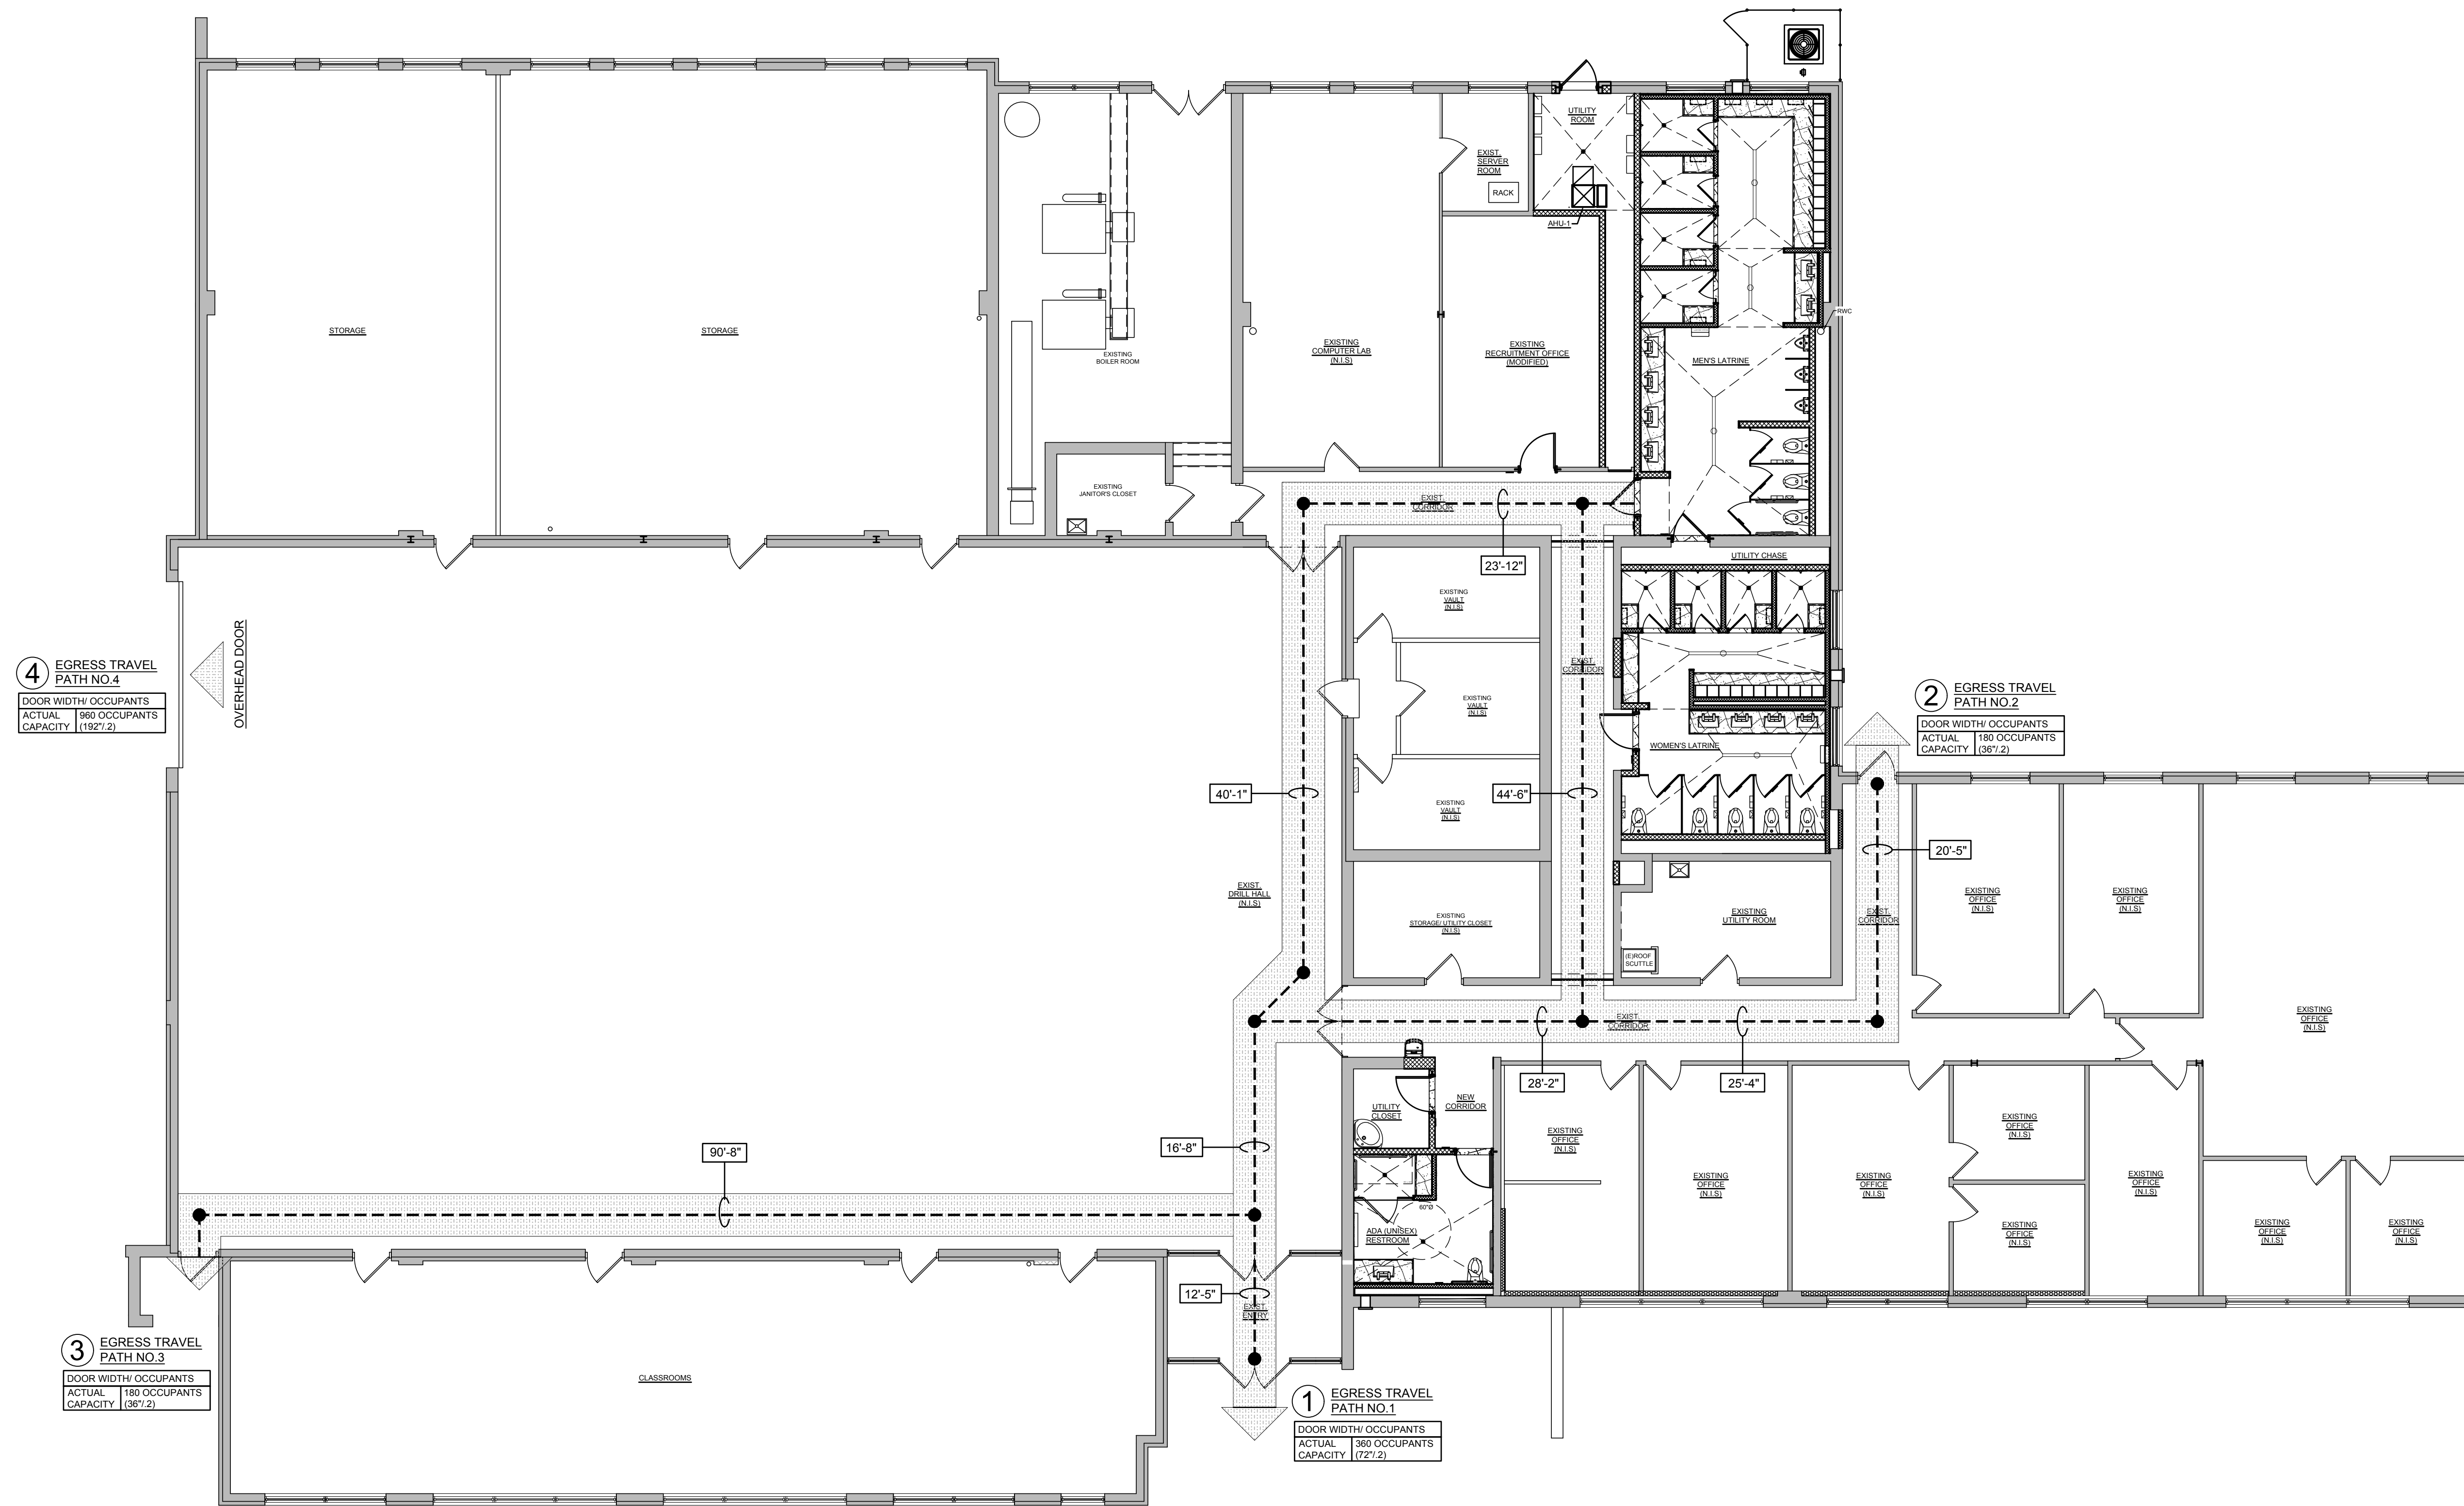 UTILITY
ROOM
EXIST.
SERVER
ROOM
RACK
AHU-1
RWC
STORAGE
STORAGE
EXISTING
BOILER ROOM
EXISTING
COMPUTER LAB
(N.I.S)
EXISTING
RECRUITMENT OFFICE
(MODIFIED)
MEN'S LATRINE
EXISTING
JANITOR'S CLOSET
EXIST.
CORRIDOR
23'-12"
UTILITY CHASE
EXISTING
VAULT
(N.I.S)
OVERHEAD DOOR
4
EGRESS TRAVEL
PATH NO.4
DOOR WIDTH/ OCCUPANTS
ACTUAL CAPACITY
960 OCCUPANTS
(192"/.2)
EXIST.
CORRIDOR
EXISTING
VAULT
(N.I.S)
2
EGRESS TRAVEL
PATH NO.2
DOOR WIDTH/ OCCUPANTS
ACTUAL CAPACITY
180 OCCUPANTS
(36"/.2)
WOMEN'S LATRINE
40'-1"
44'-6"
EXISTING
VAULT
(N.I.S)
20'-5"
EXIST.
DRILL HALL
(N.I.S)
EXISTING
STORAGE/ UTILITY CLOSET
(N.I.S)
EXISTING
UTILITY ROOM
(E)ROOF
SCUTTLE
EXIST.
CORRIDOR
EXISTING
OFFICE
(N.I.S)
EXISTING
OFFICE
(N.I.S)
EXISTING
OFFICE
(N.I.S)
EXIST.
CORRIDOR
28'-2"
25'-4"
UTILITY
CLOSET
NEW
CORRIDOR
90'-8"
16'-8"
EXISTING
OFFICE
(N.I.S)
EXISTING
OFFICE
(N.I.S)
EXISTING
OFFICE
(N.I.S)
EXISTING
OFFICE
(N.I.S)
EXISTING
OFFICE
(N.I.S)
EXISTING
OFFICE
(N.I.S)
EXISTING
OFFICE
(N.I.S)
EXISTING
OFFICE
(N.I.S)
60"Ø
ADA (UNISEX)
RESTROOM
12'-5"
EXIST.
ENTRY
3
EGRESS TRAVEL
PATH NO.3
DOOR WIDTH/ OCCUPANTS
ACTUAL CAPACITY
180 OCCUPANTS
(36"/.2)
CLASSROOMS
1
EGRESS TRAVEL
PATH NO.1
DOOR WIDTH/ OCCUPANTS
ACTUAL CAPACITY
360 OCCUPANTS
(72"/.2)